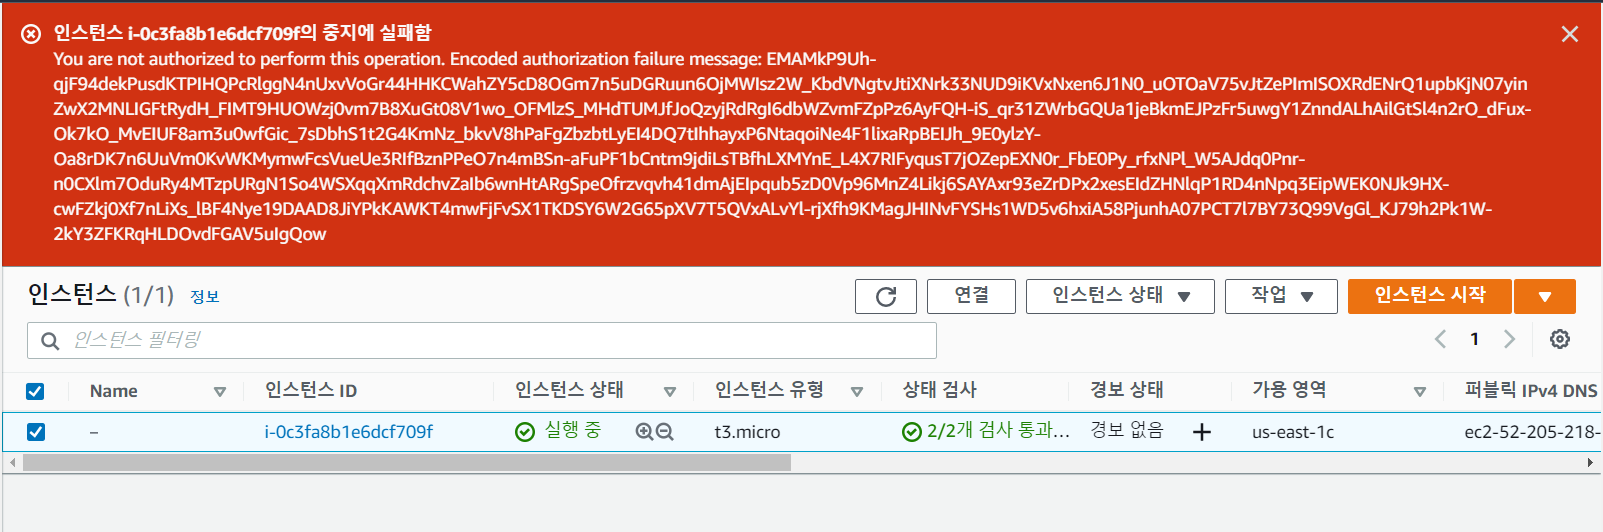 인스턴스 i-0c3fa8b1e6dcf709f의 중지에 실패함
You are not authorized to perform this operation. Encoded authorization failure message: EMAMkP9Uh-
qjF94dekPusdKTPIHQPcRlggN4nUxvVoGr44HHKCWahZY5cD8OGm7n5uDGRuun6OjMWIsz2W_KbdVNgtvJtiXNrk33NUD9iKVxNxen6J1N0_uOTOaV75vJtZePImISOXRdENrQ1upbKjN07yin
ZwX2MNLIGFtRydH_FIMT9HUOWzj0vm7B8XuGt08V1wo_OFMlzS_MHdTUMJfJoQzyjRdRgI6dbWZvmFZpPz6AyFQH-iS_qr31ZWrbGQUa1jeBkmEJPzFr5uwgY1ZnndALhAilGtSl4n2rO_dFux-
Ok7kO_MvEIUF8am3u0wfGic_7sDbhS1t2G4KmNz_bkvV8hPaFgZbzbtLyEI4DQ7tIhhayxP6NtaqoiNe4F1lixaRpBEIJh_9E0ylzY-
Oa8rDK7n6UuVm0KvWKMymwFcsVueUe3RIfBznPPeO7n4mBSn-aFuPF1bCntm9jdiLsTBfhLXMYnE_L4X7RIFyqusT7jOZepEXN0r_FbE0Py_rfxNPl_W5AJdq0Pnr-
n0CXlm7OduRy4MTzpURgN1So4WSXqqXmRdchvZaIb6wnHtARgSpeOfrzvqvh41dmAjEIpqub5zD0Vp96MnZ4Likj6SAYAxr93eZrDPx2xesEIdZHNlqP1RD4nNpq3EipWEK0NJk9HX-
cwFZkj0Xf7nLiXs_lBF4Nye19DAAD8JiYPkKAWKT4mwFjFvSX1TKDSY6W2G65pXV7T5QVxALvYl-rjXfh9KMagJHINvFYSHs1WD5v6hxiA58PjunhA07PCT7l7BY73Q99VgGl_KJ79h2Pk1W-
2kY3ZFKRqHLDOvdFGAV5uIgQow
인스턴스 (1/1) 정보 연결 인스턴스 상태 작업 인스턴스 시작
인스턴스 필터링 1
Name 인스턴스 ID 인스턴스 상태 인스턴스 유형 상태 검사 경보 상태 가용 영역 퍼블릭 IPv4 DNS
– i-0c3fa8b1e6dcf709f 실행 중 t3.micro 2/2개 검사 통과... 경보 없음 us-east-1c ec2-52-205-218-